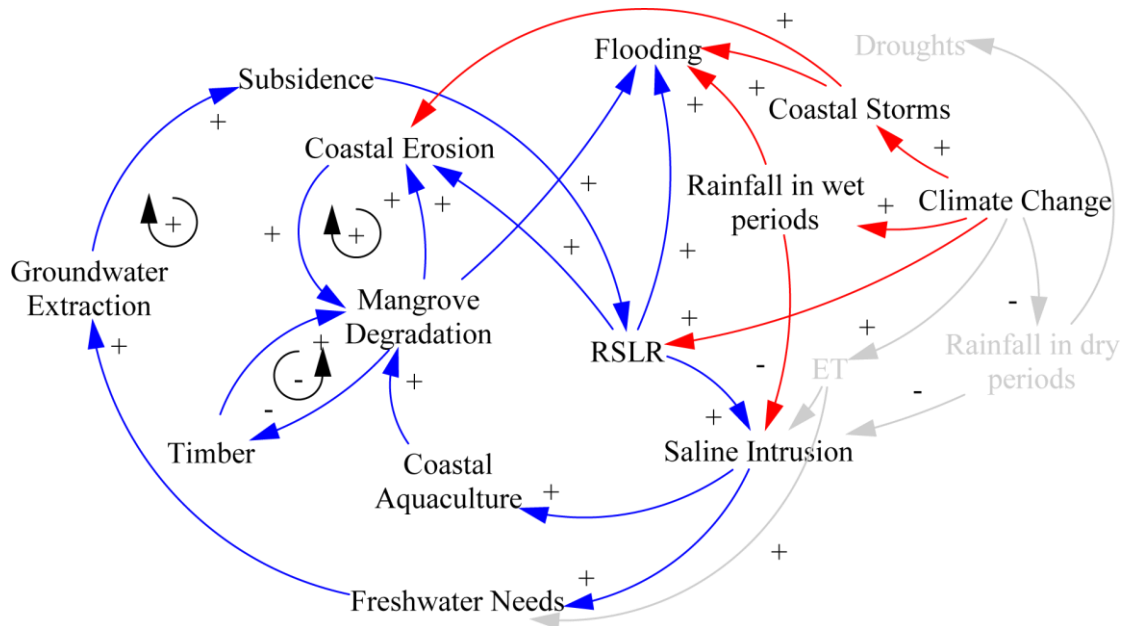 +
Flooding
Droughts
Subsidence
+
Coastal Storms
+
+
Coastal Erosion
+
Rainfall in wet
periods
+
Climate Change
+
+
+
+
+
+
+
+
+
Groundwater
Extraction
Mangrove
Degradation
-
+
+
+
+
RSLR
+
Rainfall in dry
periods
-
ET
-
-
+
-
+
Timber
Coastal
Aquaculture
Saline Intrusion
+
+
+
Freshwater Needs